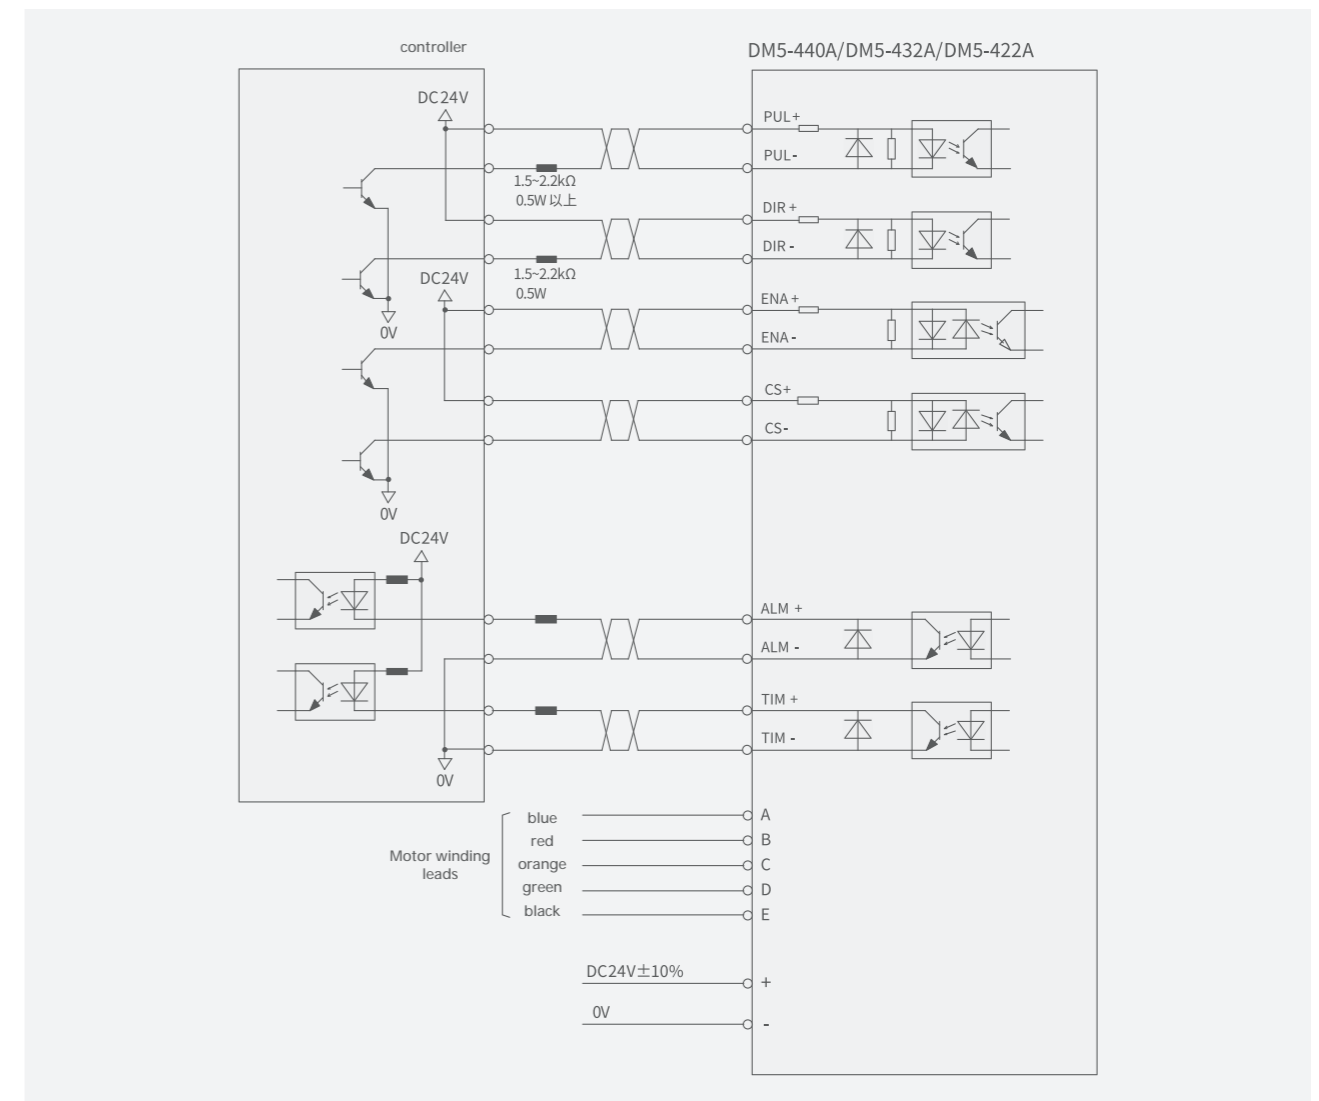 controller
DM5-440A/DM5-432A/DM5-422A
DC24V
PUL+
PUL-
1.5~2.2kΩ
0.5W 以上
DIR +
DIR -
1.5~2.2kΩ
0.5W
DC24V
ENA +
0V
ENA -
CS+
CS-
0V
DC24V
ALM +
ALM -
TIM +
TIM -
0V
Motor winding
leads
blue
A
red
B
orange
C
green
D
black
E
DC24V±10%
+
0V
-